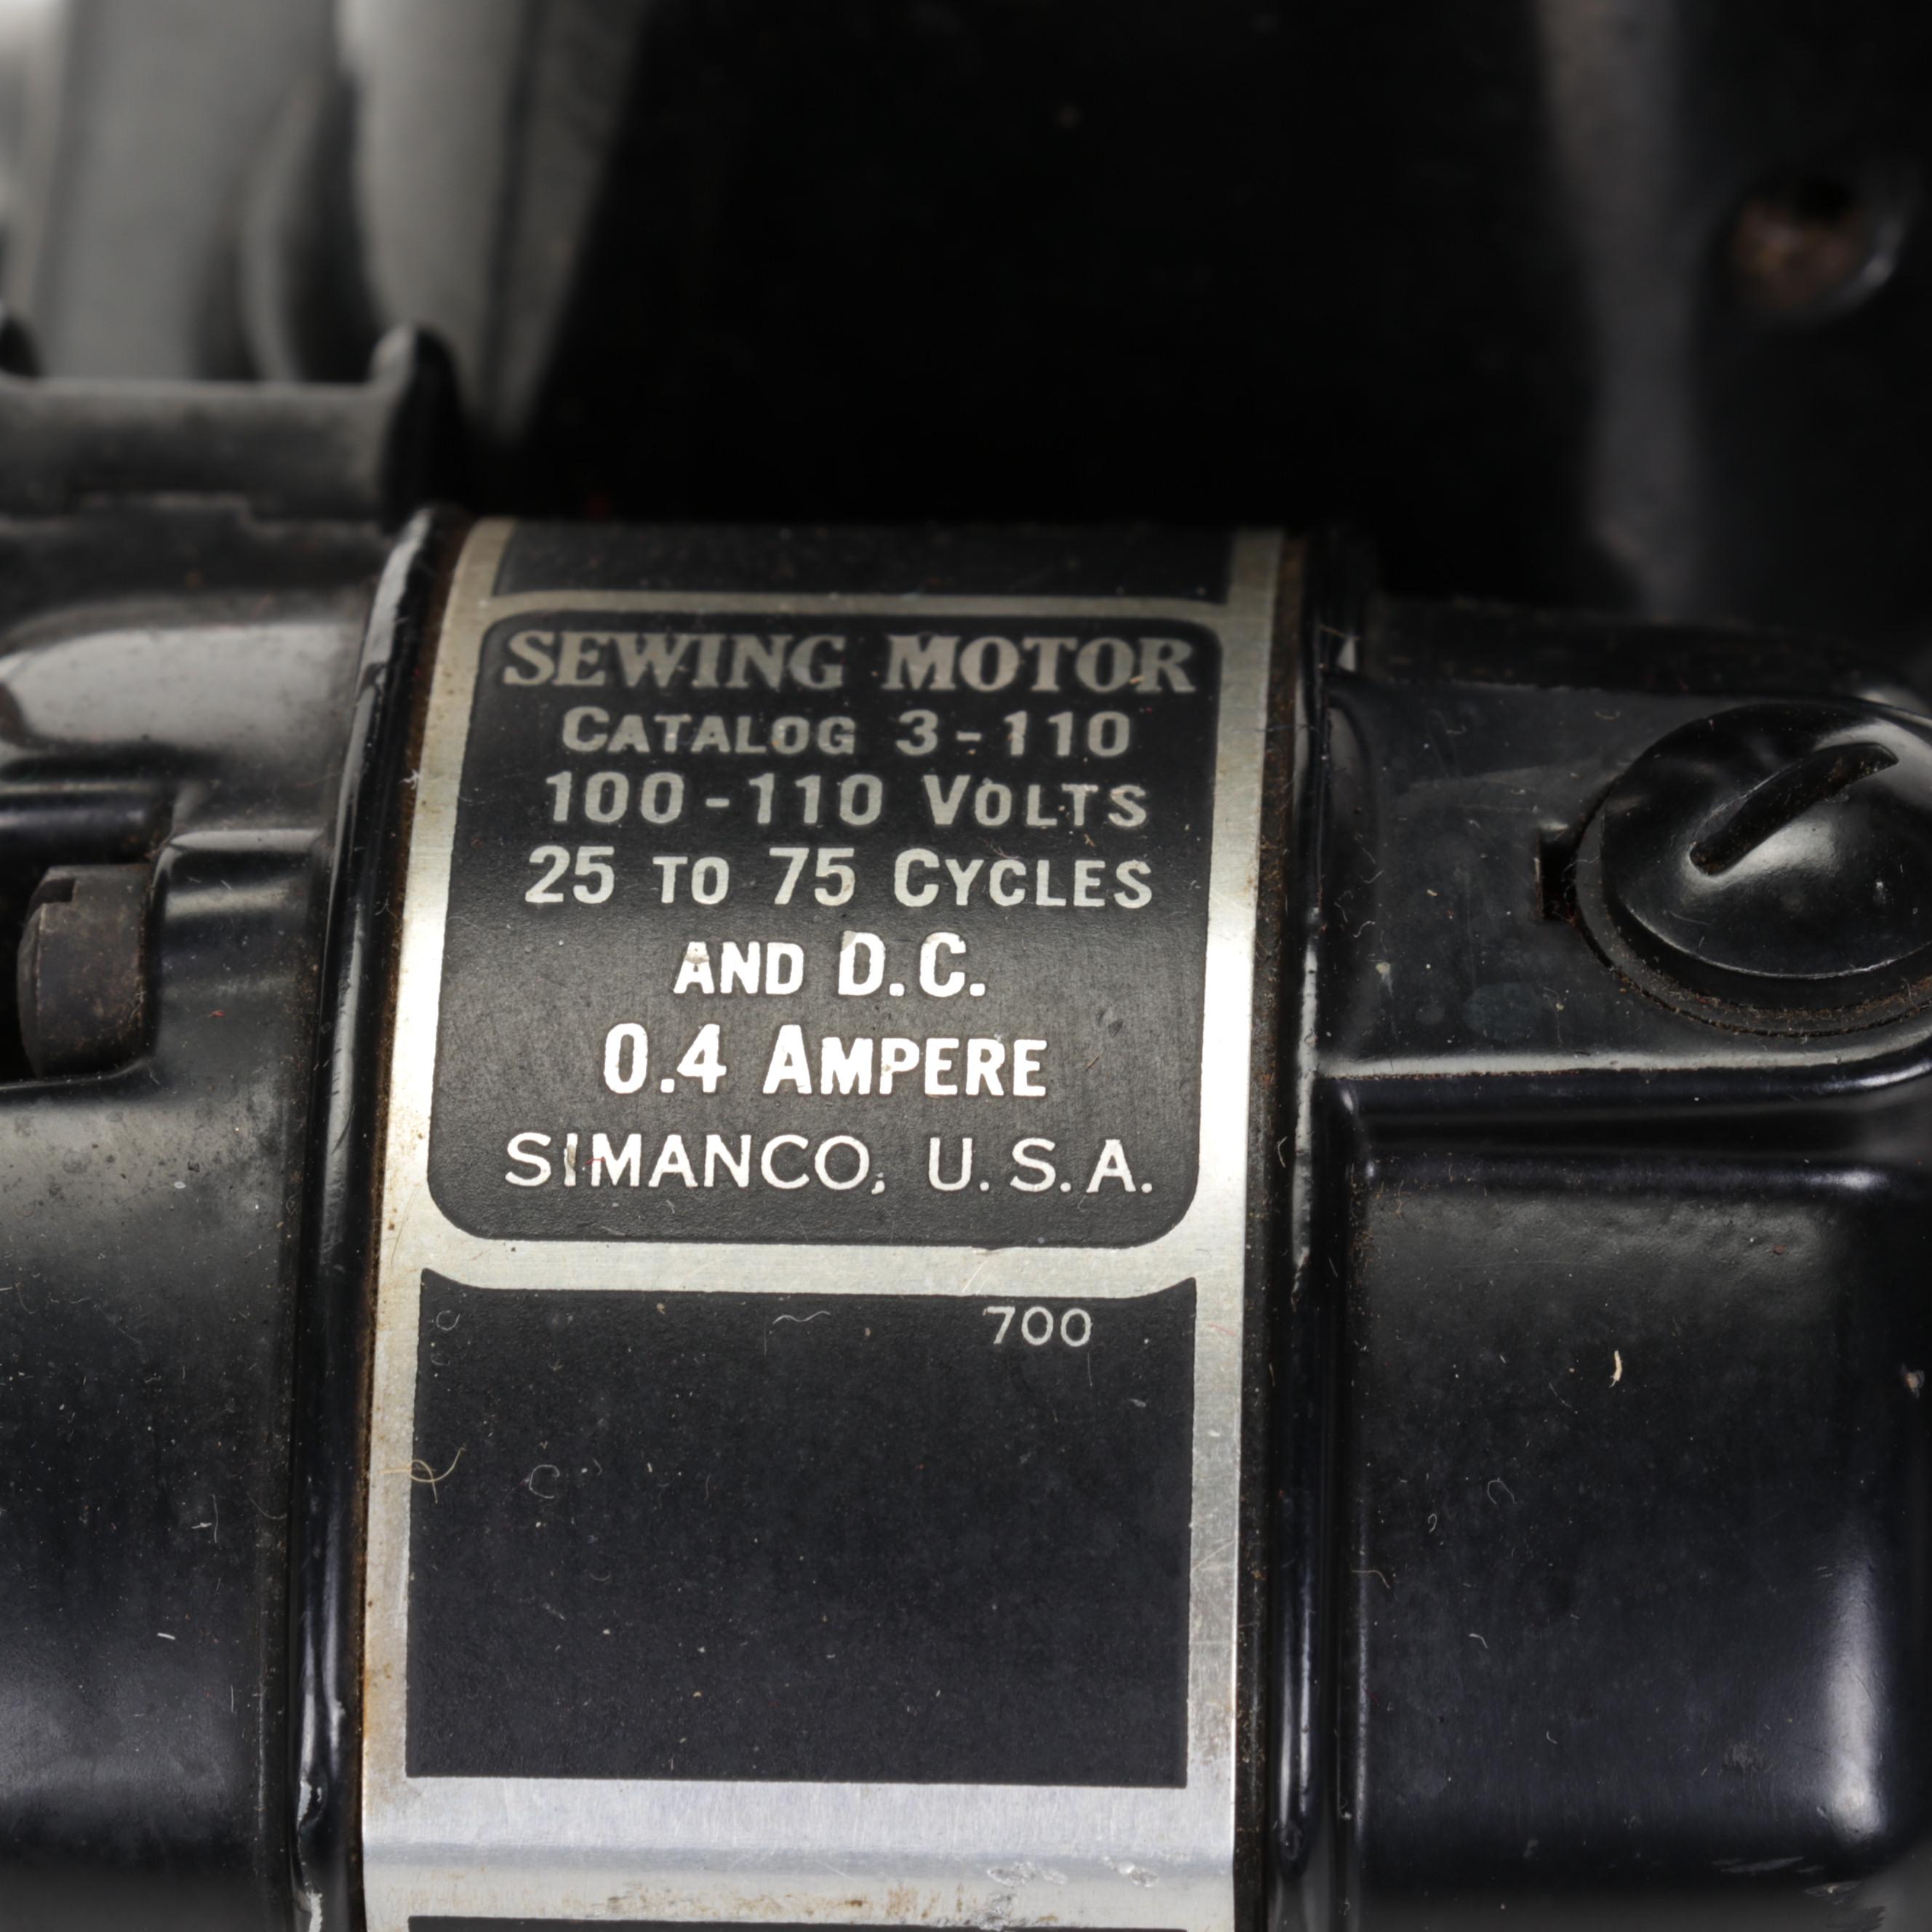 SEWING MOTOR
CATALOG 3-110
100-110 VOLTS
25 TO 75 CYCLES
AND D.C.
0.4 AMPERE
SIMANCO, U.S.A.
700